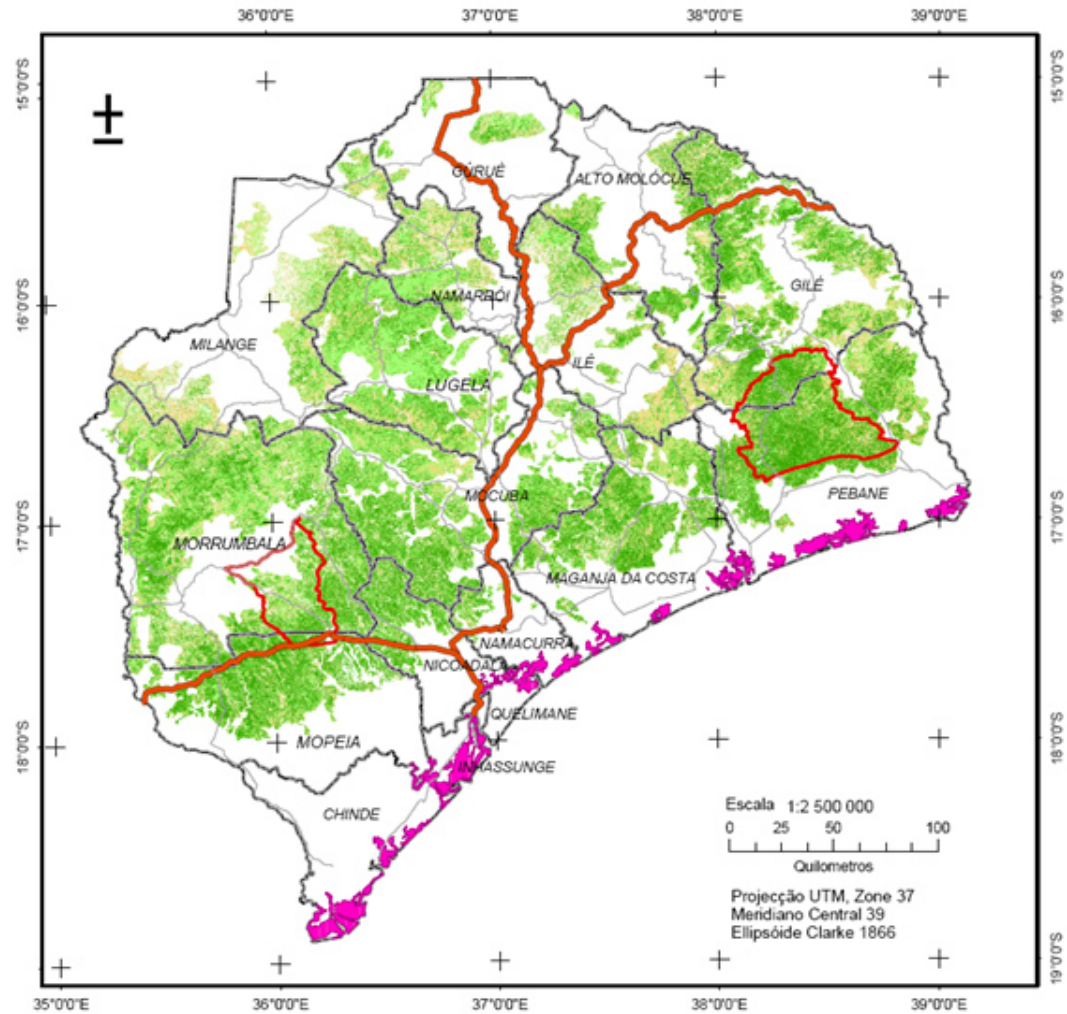 36°0'0"E 37°0'0"E 38°0'0"E 39°0'0"E
15°0'0"S 15°0'0"S
GÚRUÈ
ALTO MOLÓCUE
GILÉ
NAMARRÓI
16°0'0"S 16°0'0"S
MILANGE
ILÉ
LUGELA
MOCUBA
PEBANE
17°0'0"S 17°0'0"S
MORRUMBALA
MAGANJA DA COSTA
NAMACURRA
NICOADALA
QUELIMANE
MOPEIA
18°0'0"S 18°0'0"S
INHASSUNGE
CHINDE
Escala 1:2 500 000
0 25 50 100
Quilometros
Projecção UTM, Zone 37
Meridiano Central 39
Ellipsóide Clarke 1866
19°0'0"S
35°0'0"E 36°0'0"E 37°0'0"E 38°0'0"E 39°0'0"E